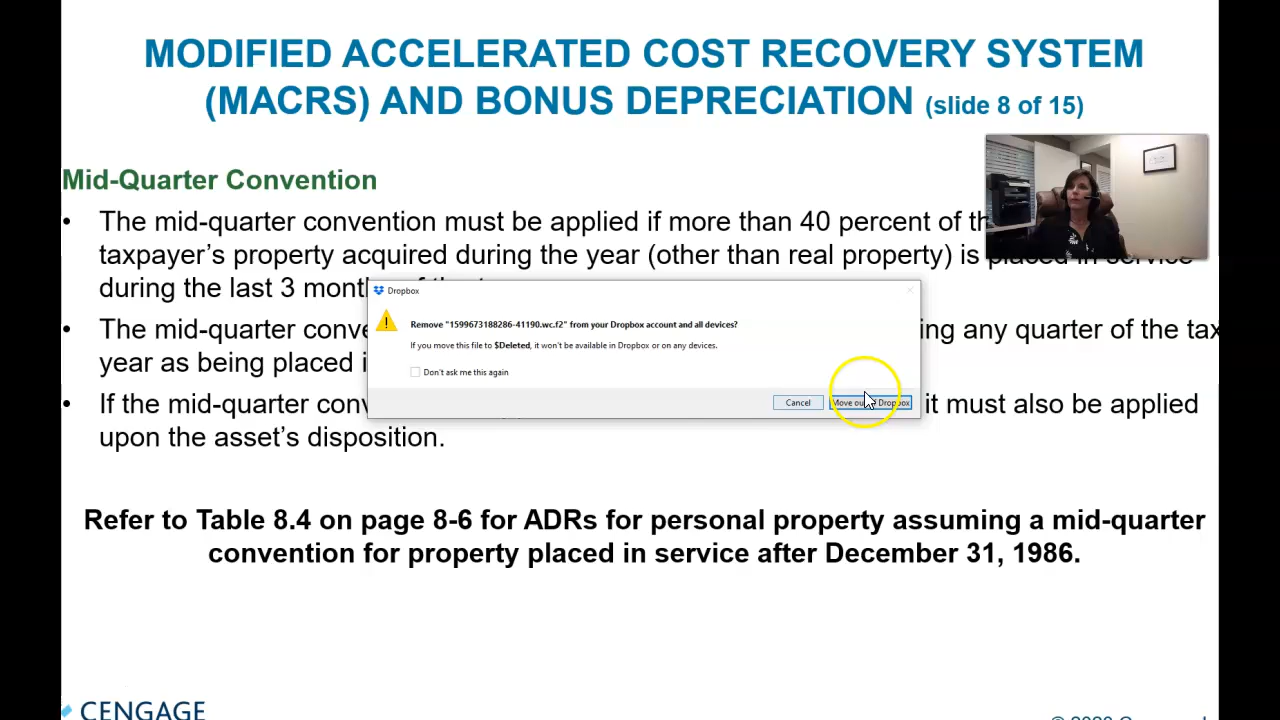 MODIFIED ACCELERATED COST RECOVERY SYSTEM
(MACRS) AND BONUS DEPRECIATION (slide 8 of 15)
Mid-Quarter Convention
• The mid-quarter convention must be applied if more than 40 percent of
taxpayer’s property acquired during the year (other than real property) is placed in service
during the last 3
Dropbox
Remove "1599673188286-41190.wc.f2" from your Dropbox account and all devices?
If you move this file to $Deleted, it won't be available in Dropbox or on any devices.
Don't ask me this again
Cancel
Move Dropbox
• The mid-quarter any quarter of the tax
year as being placed
• If the mid-quarter it must also be applied
upon the asset’s disposition.
Refer to Table 8.4 on page 8-6 for ADRs for personal property assuming a mid-quarter
convention for property placed in service after December 31, 1986.
CENGAGE